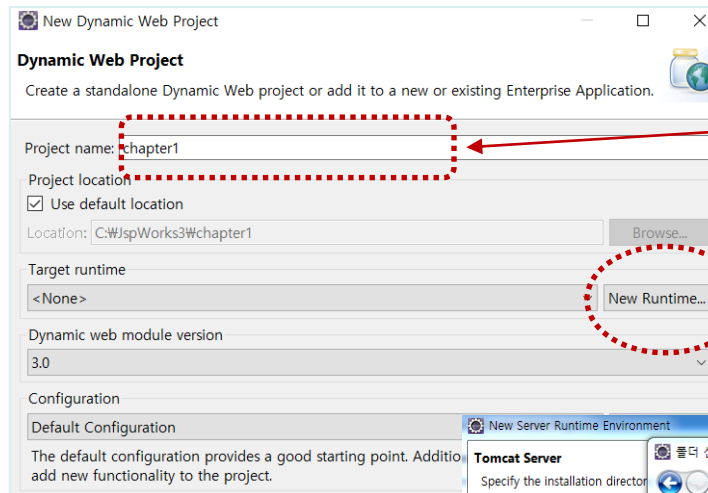 New Dynamic Web Project
Dynamic Web Project
Create a standalone Dynamic Web project or add it to a new or existing Enterprise Application.
Project name: chapter1
Project location
Use default location
Location: C:₩JspWorks3₩chapter1 Browse...
Target runtime
<None> New Runtime...
Dynamic web module version
3.0
Configuration
Default Configuration
New Server Runtime Environment
The default configuration provides a good starting point.
add new functionality to the project.
Tomcat Server
Specify the installation
폴더